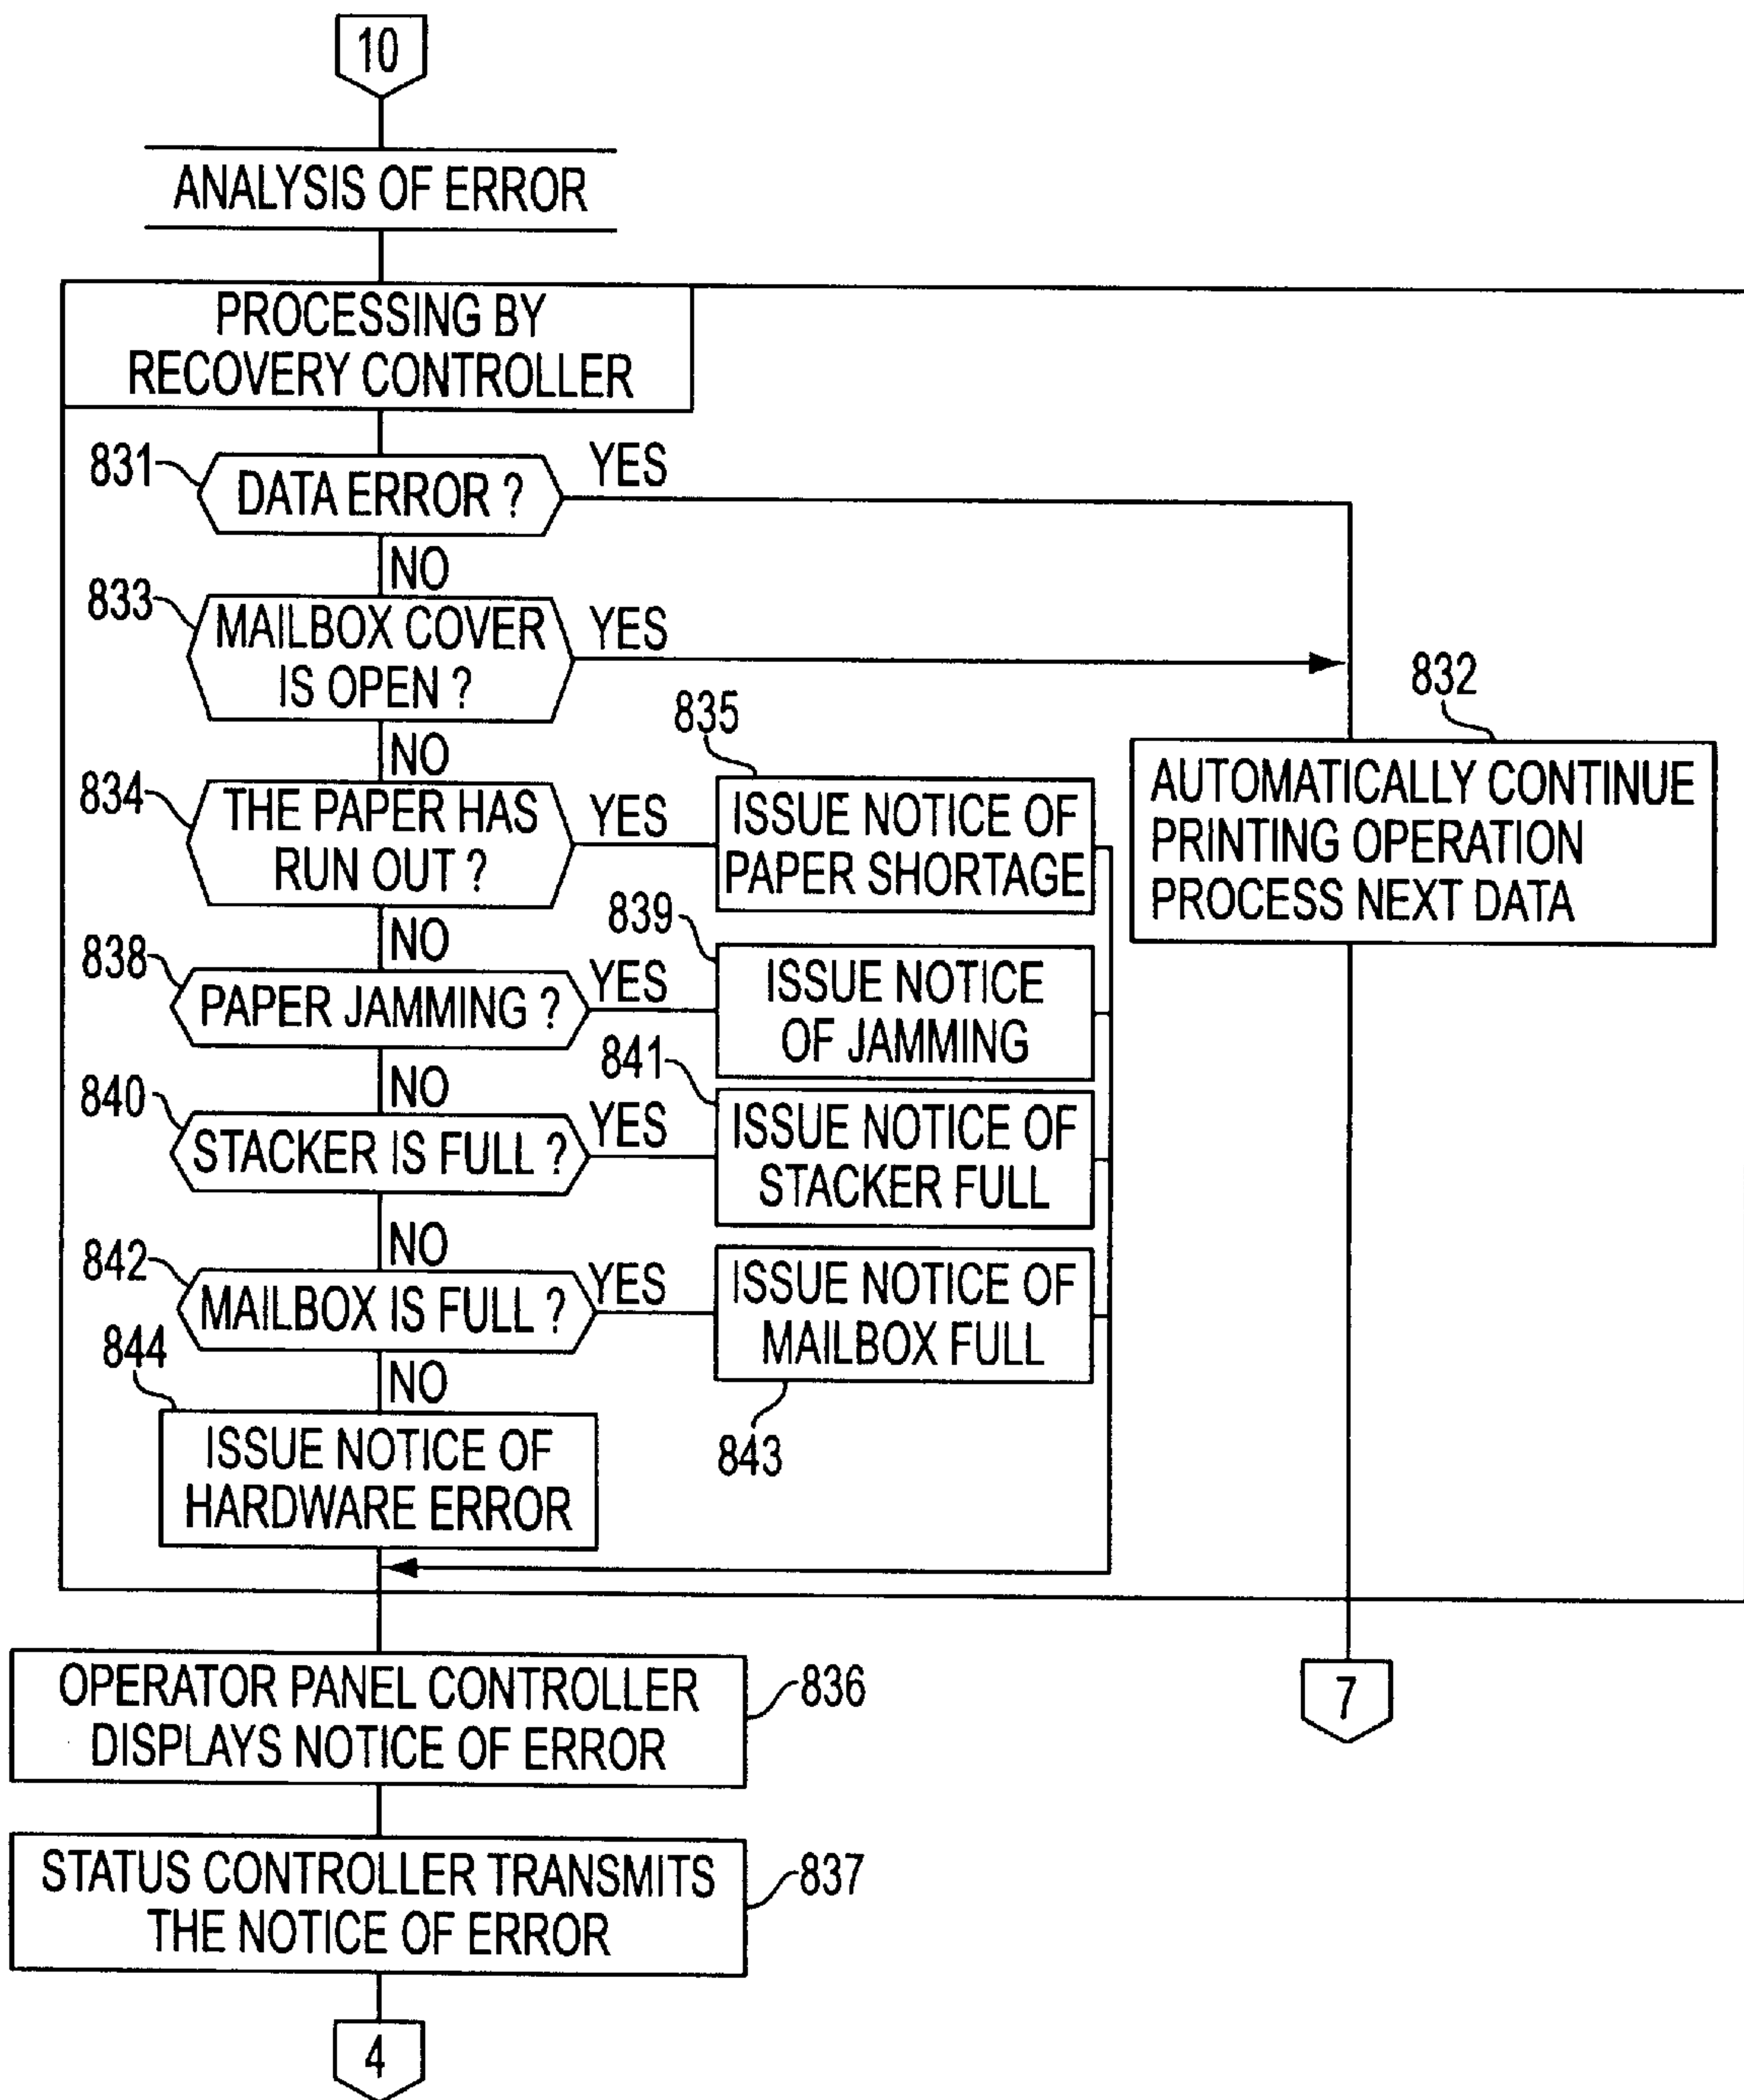 10
ANALYSIS OF ERROR
PROCESSING BY
RECOVERY CONTROLLER
831
DATA ERROR ?
YES
NO
833
MAILBOX COVER
IS OPEN ?
YES
832
AUTOMATICALLY CONTINUE
PRINTING OPERATION
PROCESS NEXT DATA
NO
834
THE PAPER HAS
RUN OUT ?
YES
835
ISSUE NOTICE OF
PAPER SHORTAGE
NO
838
PAPER JAMMING ?
YES
839
ISSUE NOTICE
OF JAMMING
NO
840
STACKER IS FULL ?
YES
841
ISSUE NOTICE OF
STACKER FULL
NO
842
MAILBOX IS FULL ?
YES
ISSUE NOTICE OF
MAILBOX FULL
843
NO
844
ISSUE NOTICE OF
HARDWARE ERROR
OPERATOR PANEL CONTROLLER
DISPLAYS NOTICE OF ERROR
836
7
STATUS CONTROLLER TRANSMITS
THE NOTICE OF ERROR
837
4